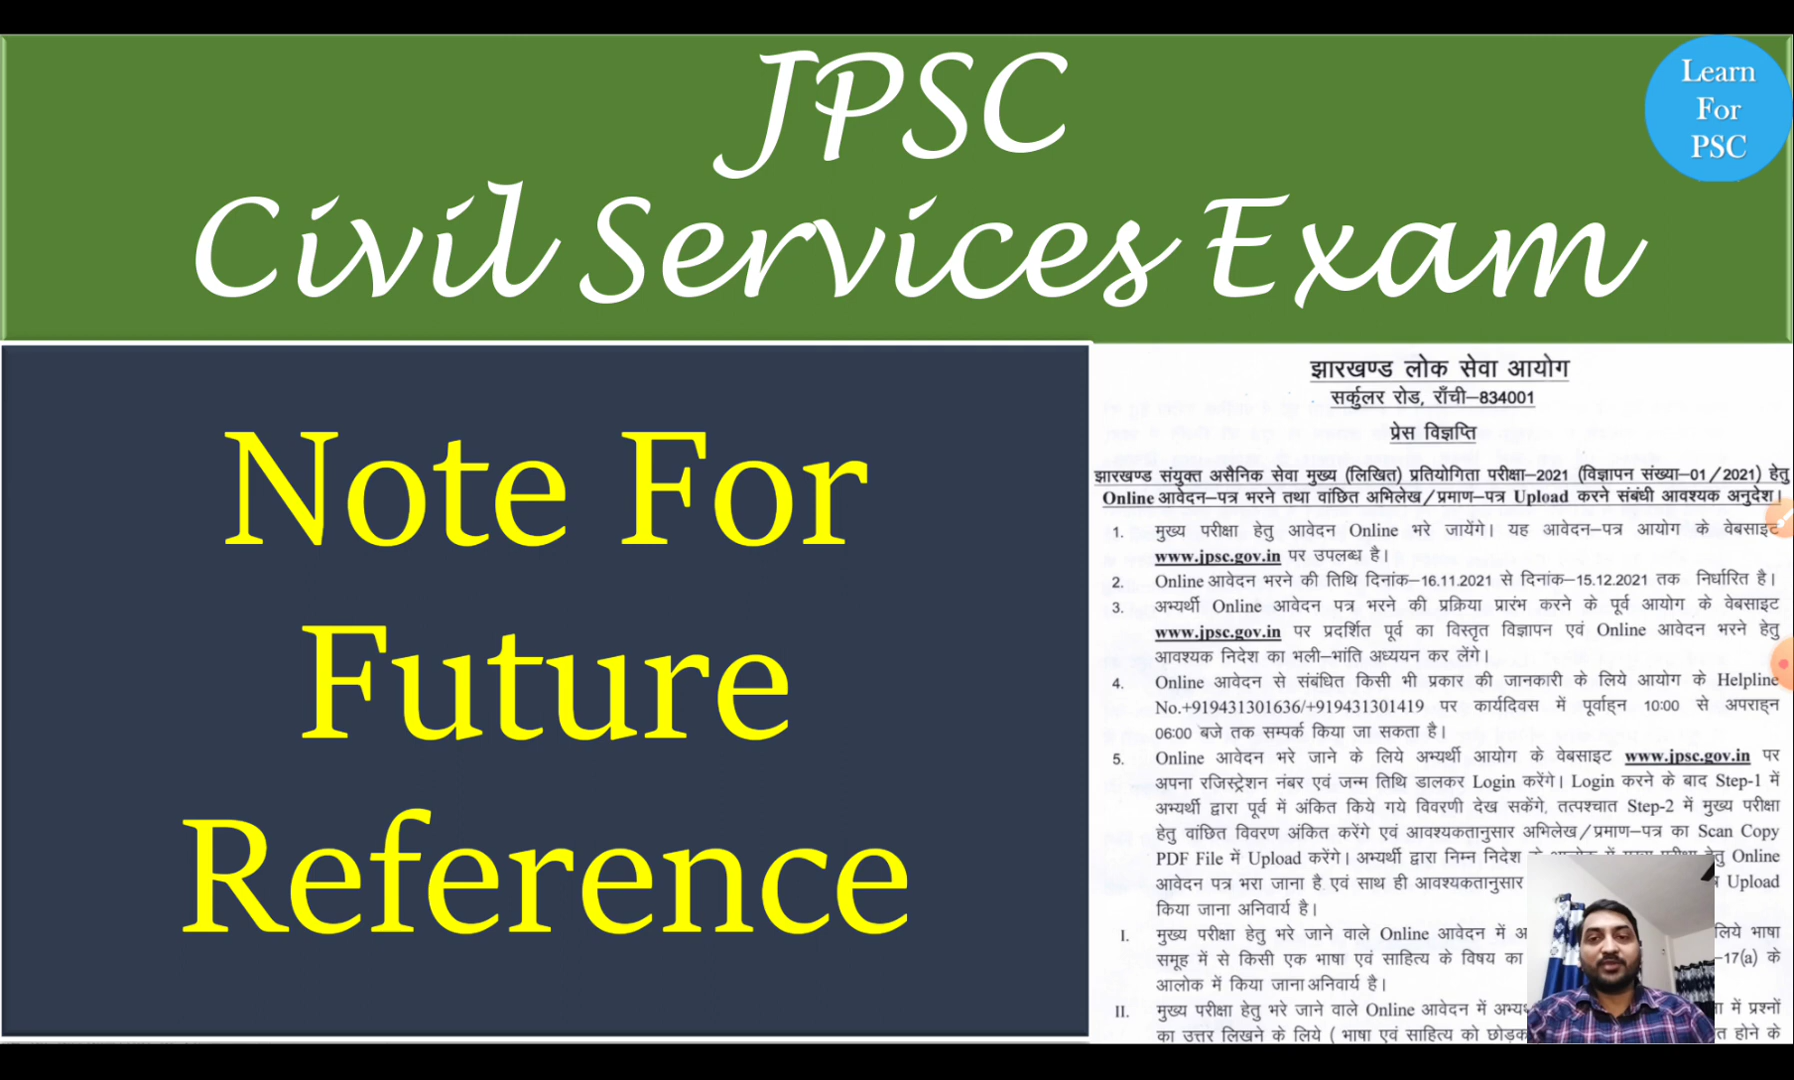 JPSC
Civil Services Exam
Learn
For
PSC
Note For
Future
Reference
झारखण्ड लोक सेवा आयोग
सर्कुलर रोड, राँची–834001
प्रेस विज्ञप्ति
झारखण्ड संयुक्त असैनिक सेवा मुख्य (लिखित) प्रतियोगिता परीक्षा–2021 (विज्ञापन संख्या–01/2021) हेतु
Online आवेदन–पत्र भरने तथा वांछित अभिलेख/प्रमाण–पत्र Upload करने संबंधी आवश्यक अनुदेश।
1. मुख्य परीक्षा हेतु आवेदन Online भरे जायेंगे। यह आवेदन–पत्र आयोग के वेबसाइट
www.jpsc.gov.in पर उपलब्ध है।
2. Online आवेदन भरने की तिथि दिनांक–16.11.2021 से दिनांक–15.12.2021 तक निर्धारित है।
3. अभ्यर्थी Online आवेदन पत्र भरने की प्रक्रिया प्रारंभ करने के पूर्व आयोग के वेबसाइट
www.jpsc.gov.in पर प्रदर्शित पूर्व का विस्तृत विज्ञापन एवं Online आवेदन भरने हेतु
आवश्यक निदेश का भली–भांति अध्ययन कर लेंगे।
4. Online आवेदन से संबंधित किसी भी प्रकार की जानकारी के लिये आयोग के Helpline
No.+919431301636/+919431301419 पर कार्यदिवस में पूर्वाहन 10:00 से अपराहन
06:00 बजे तक सम्पर्क किया जा सकता है।
5. Online आवेदन भरे जाने के लिये अभ्यर्थी आयोग के वेबसाइट www.jpsc.gov.in पर
अपना रजिस्ट्रेशन नंबर एवं जन्म तिथि डालकर Login करेंगे। Login करने के बाद Step-1 में
अभ्यर्थी द्वारा पूर्व में अंकित किये गये विवरणी देख सकेंगे, तत्पश्चात Step-2 में मुख्य परीक्षा
हेतु वांछित विवरण अंकित करेंगे एवं आवश्यकतानुसार अभिलेख/प्रमाण–पत्र का Scan Copy
PDF File में Upload करेंगे। अभ्यर्थी द्वारा निम्न निदेश के आलोक में मुख्य परीक्षा हेतु Online
आवेदन पत्र भरा जाना है एवं साथ ही आवश्यकतानुसार Upload
किया जाना अनिवार्य है।
I. मुख्य परीक्षा हेतु भरे जाने वाले Online आवेदन में लिये भाषा
समूह में से किसी एक भाषा एवं साहित्य के विषय का –17(a) के
आलोक में किया जाना अनिवार्य है।
II. मुख्य परीक्षा हेतु भरे जाने वाले Online आवेदन में में प्रश्नों
का उत्तर लिखने के लिये ( भाषा एवं साहित्य को होने के